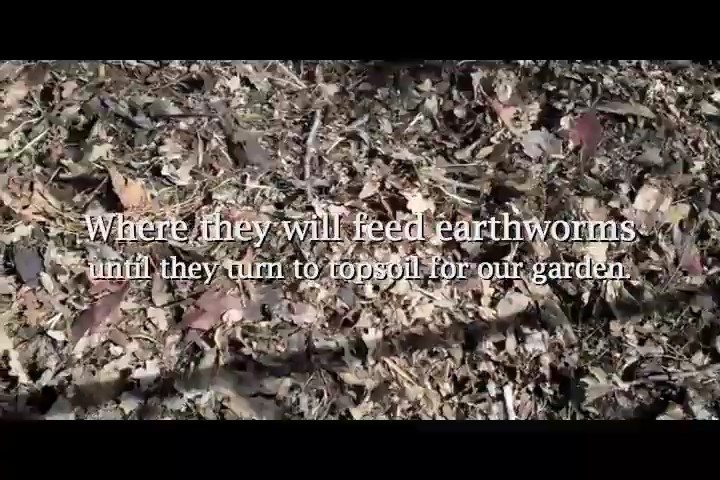 Where they will feed earthworms
until they turn to topsoil for our garden.